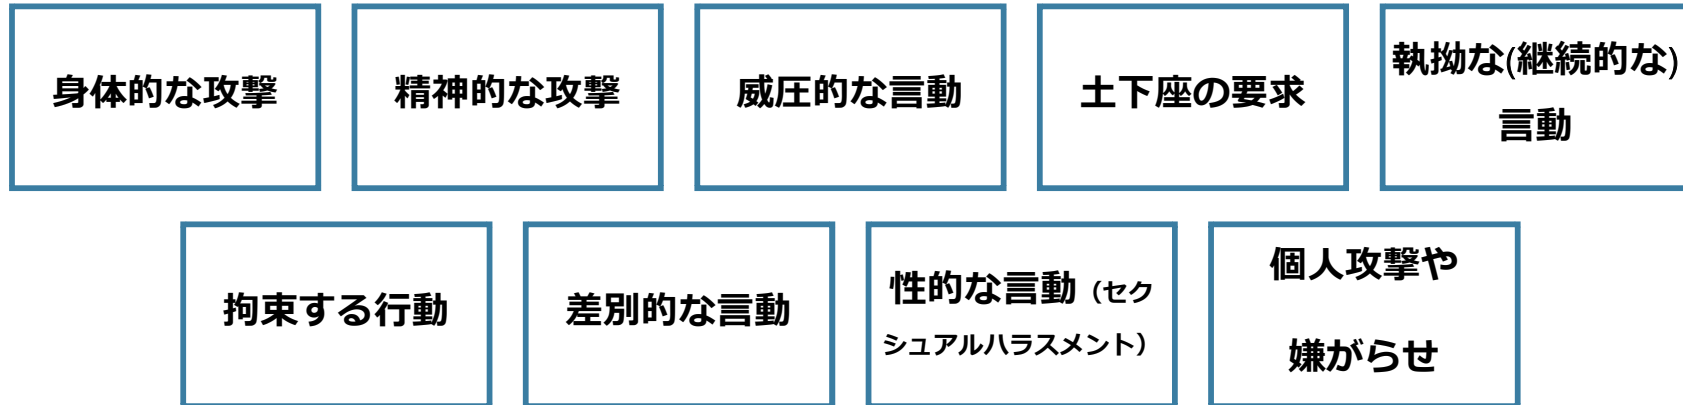 身体的な攻撃
精神的な攻撃
威圧的な言動
土下座の要求
執拗な(継続的な)
言動
拘束する行動
差別的な言動
性的な言動（セク
シュアルハラスメント）
個人攻撃や
嫌がらせ